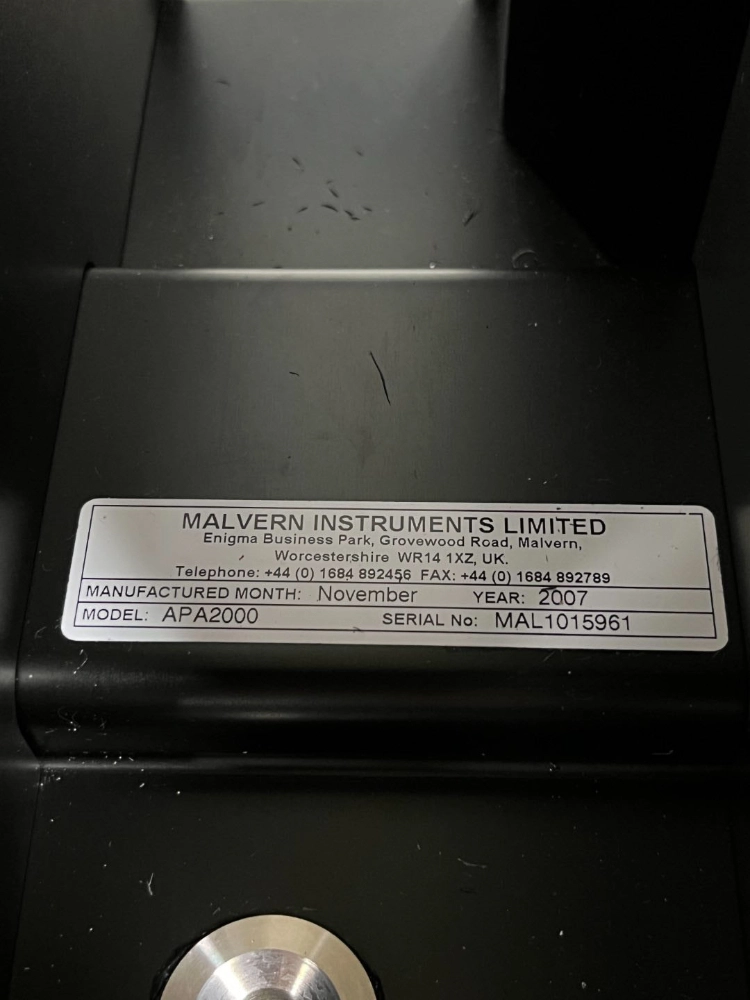 MALVERN INSTRUMENTS LIMITED
Enigma Business Park, Grovewood Road, Malvern,
Worcestershire WR14 1XZ, UK.
Telephone: +44 (0) 1684 892456 FAX: +44 (0) 1684 892789
MANUFACTURED MONTH: November YEAR: 2007
MODEL: APA2000 SERIAL No: MAL1015961